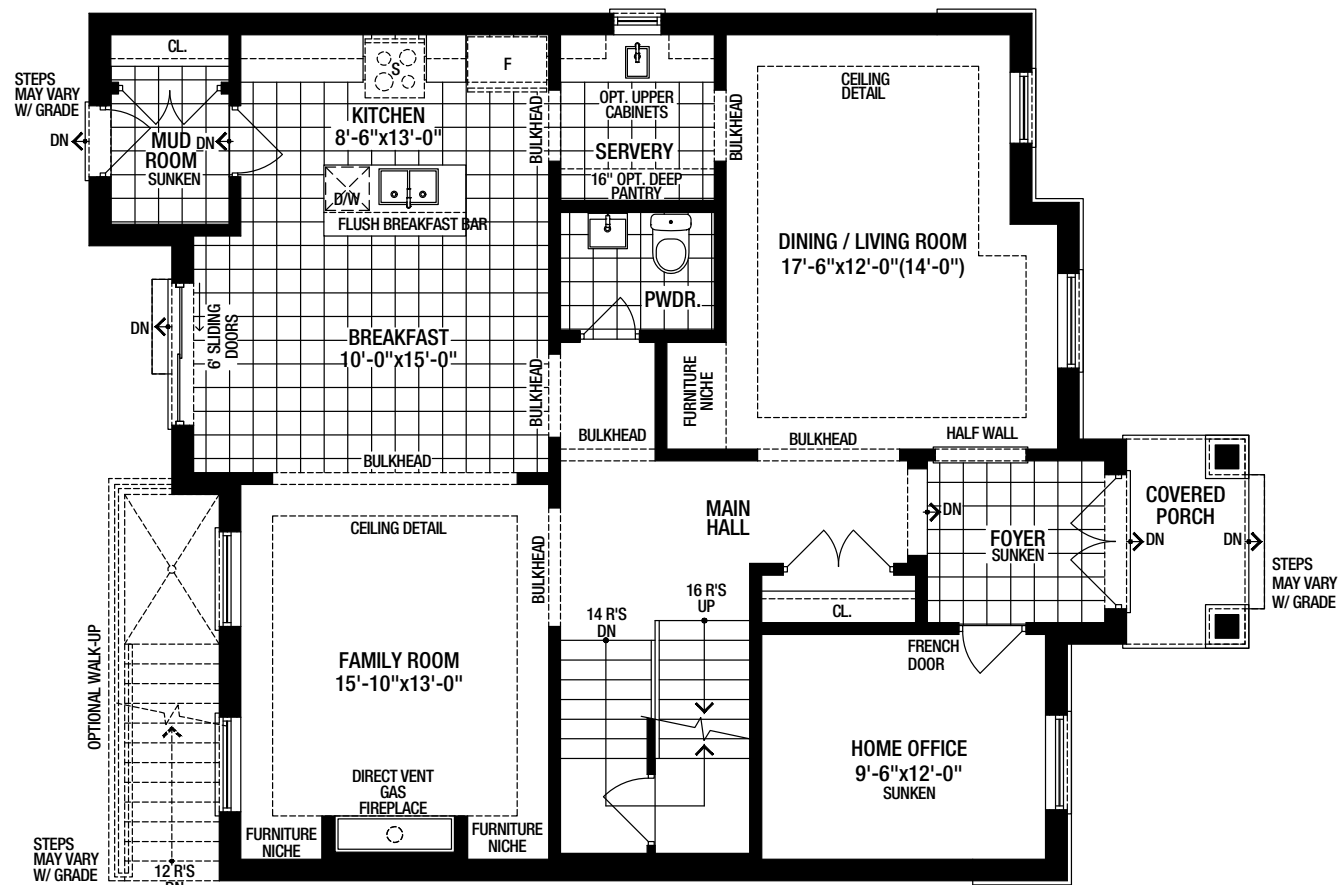 CL.
STEPS
MAY VARY
W/ GRADE
DN
MUD
ROOM
SUNKEN
DN
S
F
KITCHEN
8'-6"x13'-0"
D/W
FLUSH BREAKFAST BAR
BULKHEAD
OPT. UPPER
CABINETS
SERVERY
16" OPT. DEEP
PANTRY
BULKHEAD
CEILING
DETAIL
DINING / LIVING ROOM
17'-6"x12'-0"(14'-0")
PWDR.
DN
6' SLIDING
DOORS
BREAKFAST
10'-0"x15'-0"
BULKHEAD
FURNITURE
NICHE
BULKHEAD
BULKHEAD
HALF WALL
BULKHEAD
CEILING DETAIL
BULKHEAD
MAIN
HALL
DN
FOYER
SUNKEN
COVERED
PORCH
DN
DN
STEPS
MAY VARY
W/ GRADE
OPTIONAL WALK-UP
FAMILY ROOM
15'-10"x13'-0"
14 R'S
DN
16 R'S
UP
CL.
FRENCH
DOOR
HOME OFFICE
9'-6"x12'-0"
SUNKEN
DIRECT VENT
GAS
FIREPLACE
FURNITURE
NICHE
FURNITURE
NICHE
STEPS
MAY VARY
W/ GRADE
12 R'S
DN